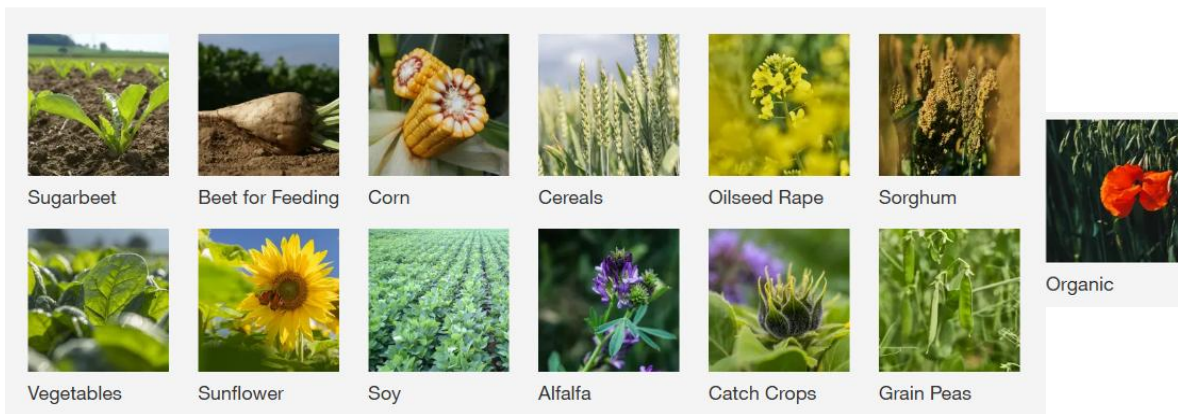 Sugarbeet
Beet for Feeding
Corn
Cereals
Oilseed Rape
Sorghum
Organic
Vegetables
Sunflower
Soy
Alfalfa
Catch Crops
Grain Peas